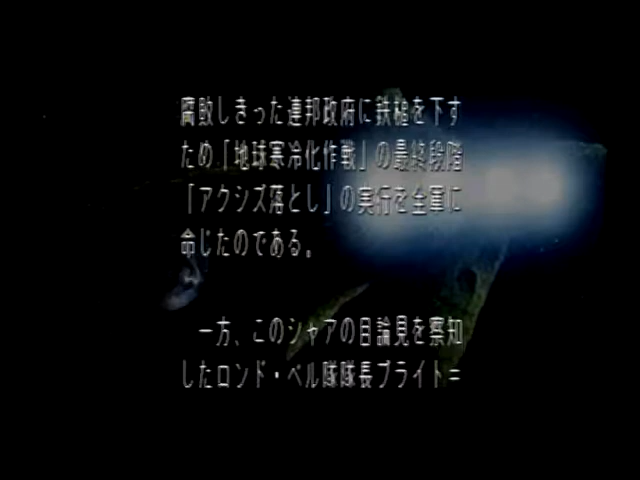 腐敗しきった連邦政府に鉄槌を下す
ため「地球寒冷化作戦」の最終段階
「アクシズ落とし」の実行を全軍に
命じたのである。
一方、このシャアの目論見を察知
したロンド・ベル隊隊長ブライト＝